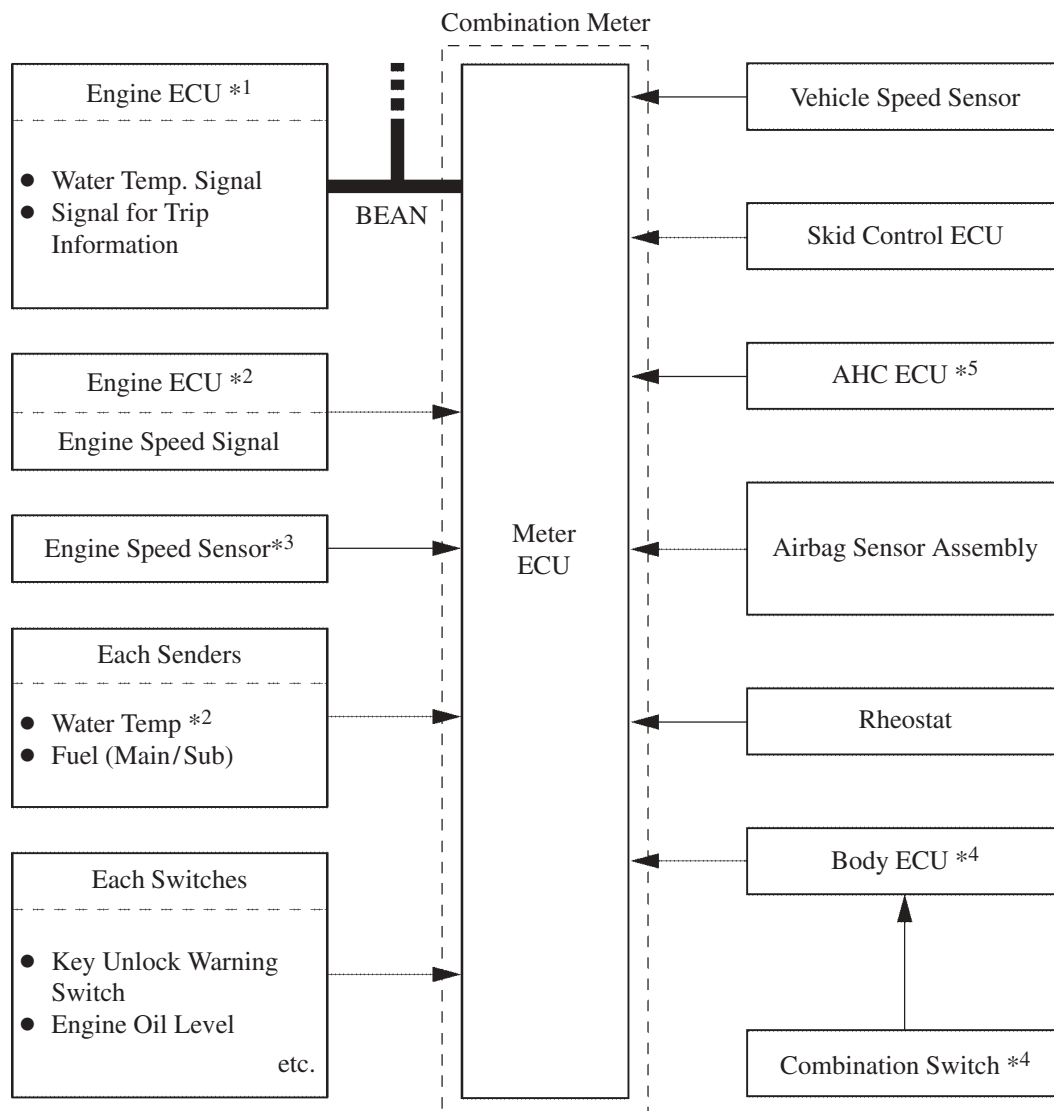 Combination Meter
Engine ECU *1
● Water Temp. Signal
● Signal for Trip
Information
BEAN
Engine ECU *2
Engine Speed Signal
Engine Speed Sensor*3
Each Senders
● Water Temp *2
● Fuel (Main/Sub)
Each Switches
● Key Unlock Warning
Switch
● Engine Oil Level
etc.
Meter
ECU
Vehicle Speed Sensor
Skid Control ECU
AHC ECU *5
Airbag Sensor Assembly
Rheostat
Body ECU *4
Combination Switch *4